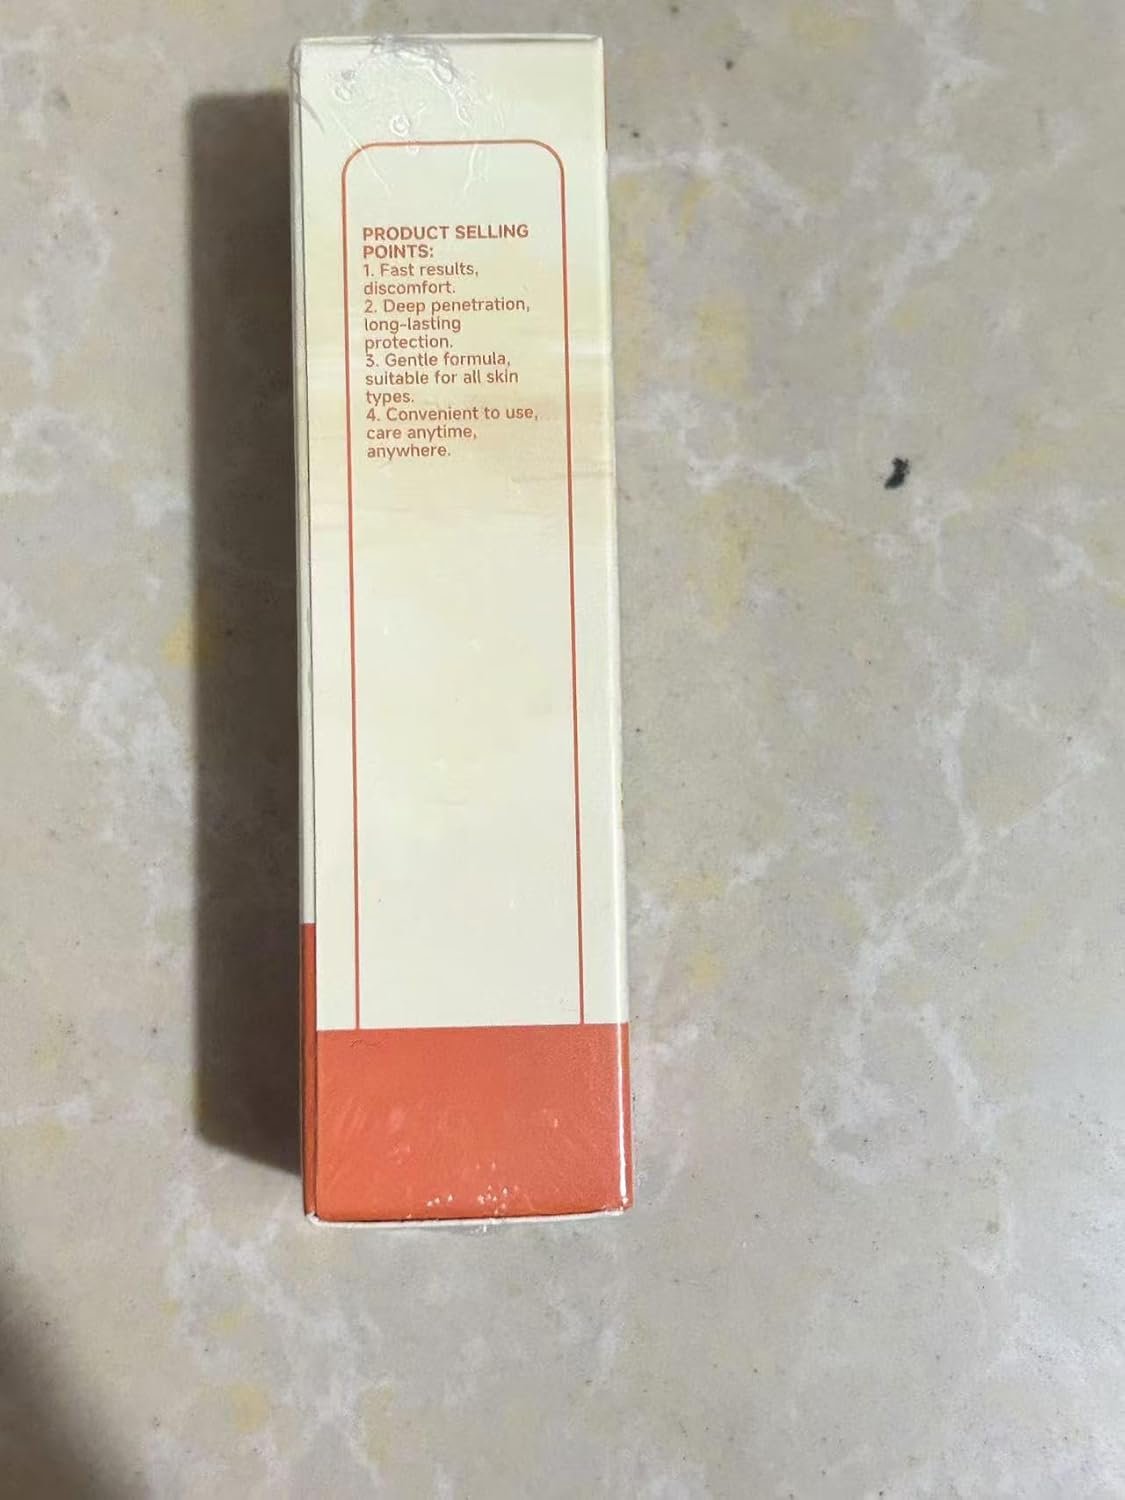 PRODUCT SELLING
POINTS:
1. Fast results,
discomfort.
2. Deep penetration,
long-lasting
protection.
3. Gentle formula,
suitable for all skin
types.
4. Convenient to use,
care anytime,
anywhere.